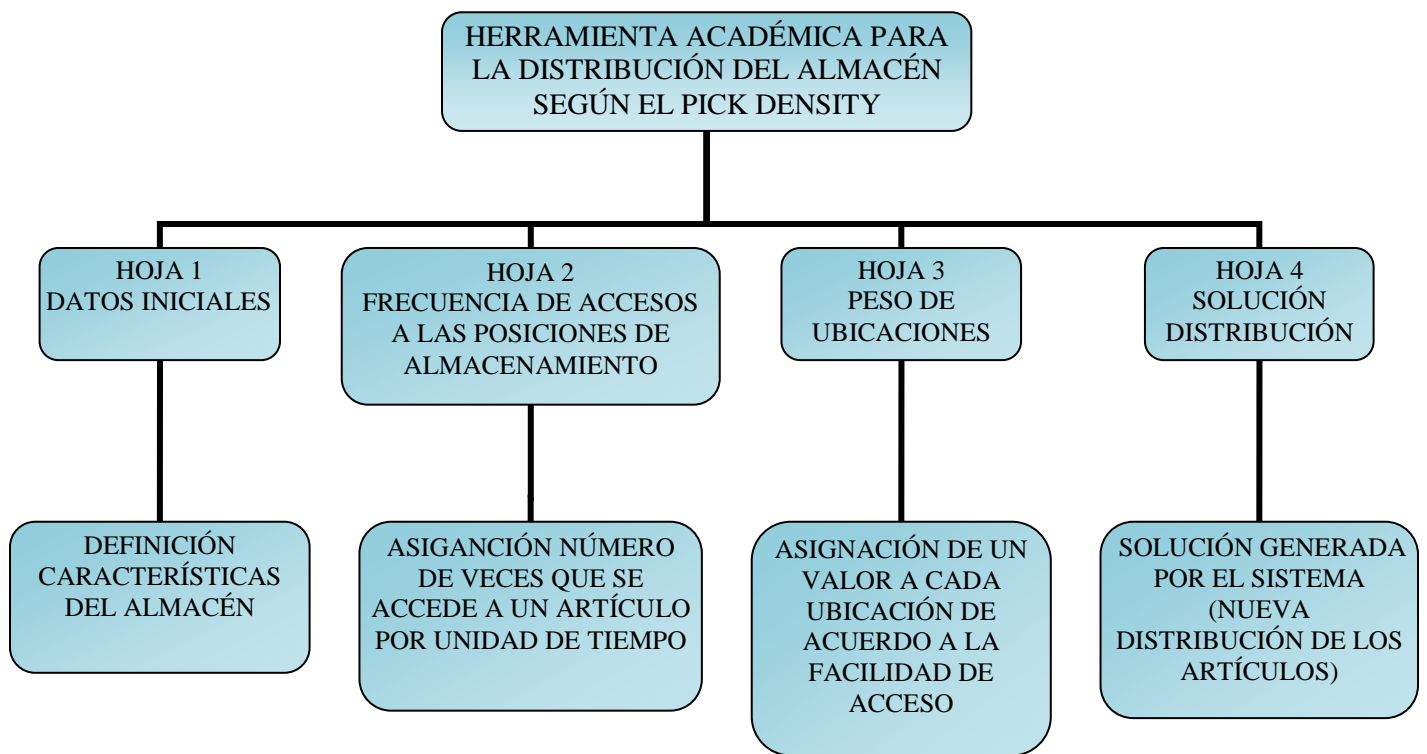 HERRAMIENTA ACADÉMICA PARA
LA DISTRIBUCIÓN DEL ALMACÉN
SEGÚN EL PICK DENSITY
HOJA 1
DATOS INICIALES
HOJA 2
FRECUENCIA DE ACCESOS
A LAS POSICIONES DE
ALMACENAMIENTO
HOJA 3
PESO DE
UBICACIONES
HOJA 4
SOLUCIÓN
DISTRIBUCIÓN
DEFINICIÓN
CARACTERÍSTICAS
DEL ALMACÉN
ASIGANCIÓN NÚMERO
DE VECES QUE SE
ACCEDE A UN ARTÍCULO
POR UNIDAD DE TIEMPO
ASIGNACIÓN DE UN
VALOR A CADA
UBICACIÓN DE
ACUERDO A LA
FACILIDAD DE
ACCESO
SOLUCIÓN GENERADA
POR EL SISTEMA
(NUEVA
DISTRIBUCIÓN DE LOS
ARTÍCULOS)